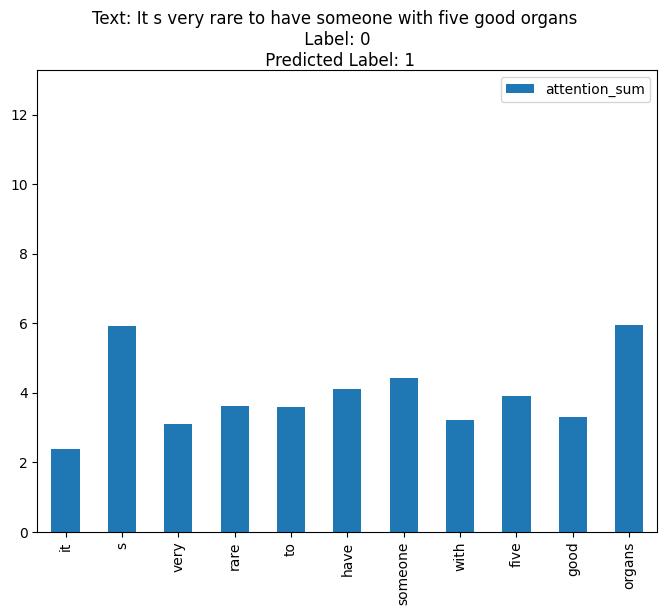 Text: It s very rare to have someone with five good organs
Label: 0
Predicted Label: 1
attention_sum
12
10
8
6
4
2
0
it
s
very
rare
to
have
someone
with
five
good
organs